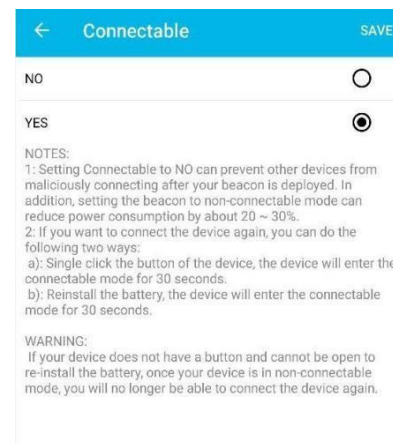 ← Connectable SAVE
NO
YES
NOTES:
1: Setting Connectable to NO can prevent other devices from
maliciously connecting after your beacon is deployed. In
addition, setting the beacon to non-connectable mode can
reduce power consumption by about 20 ~ 30%.
2: If you want to connect the device again, you can do the
following two ways:
a): Single click the button of the device, the device will enter the
connectable mode for 30 seconds.
b): Reinstall the battery, the device will enter the connectable
mode for 30 seconds.
WARNING:
If your device does not have a button and cannot be open to
re-install the battery, once your device is in non-connectable
mode, you will no longer be able to connect the device again.